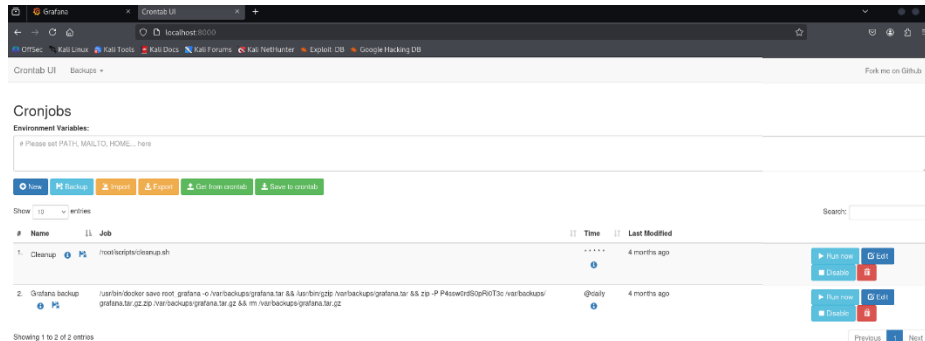 Grafana × Crontab UI × +
localhost:8000
OffSec Kali Linux Kali Tools Kali Docs Kali Forums Kali NetHunter Exploit-DB Google Hacking DB
Crontab UI Backups Fork me on Github
Cronjobs
Environment Variables:
# Please set PATH, MAILTO, HOME... here
New Backup Import Export Get from crontab Save to crontab
Show 10 entries Search:
# Name Job Time Last Modified
1. Cleanup /root/scripts/cleanup.sh * * * * * 4 months ago Run now Edit
Disable
2. Grafana backup /usr/bin/docker save root_grafana -o /var/backups/grafana.tar && /usr/bin/gzip /var/backups/grafana.tar && zip -P P4ssw0rdS0pRi0T3c /var/backups/ @daily 4 months ago Run now Edit
grafana.tar.gz.zip /var/backups/grafana.tar.gz && rm /var/backups/grafana.tar.gz Disable
Showing 1 to 2 of 2 entries Previous 1 Next